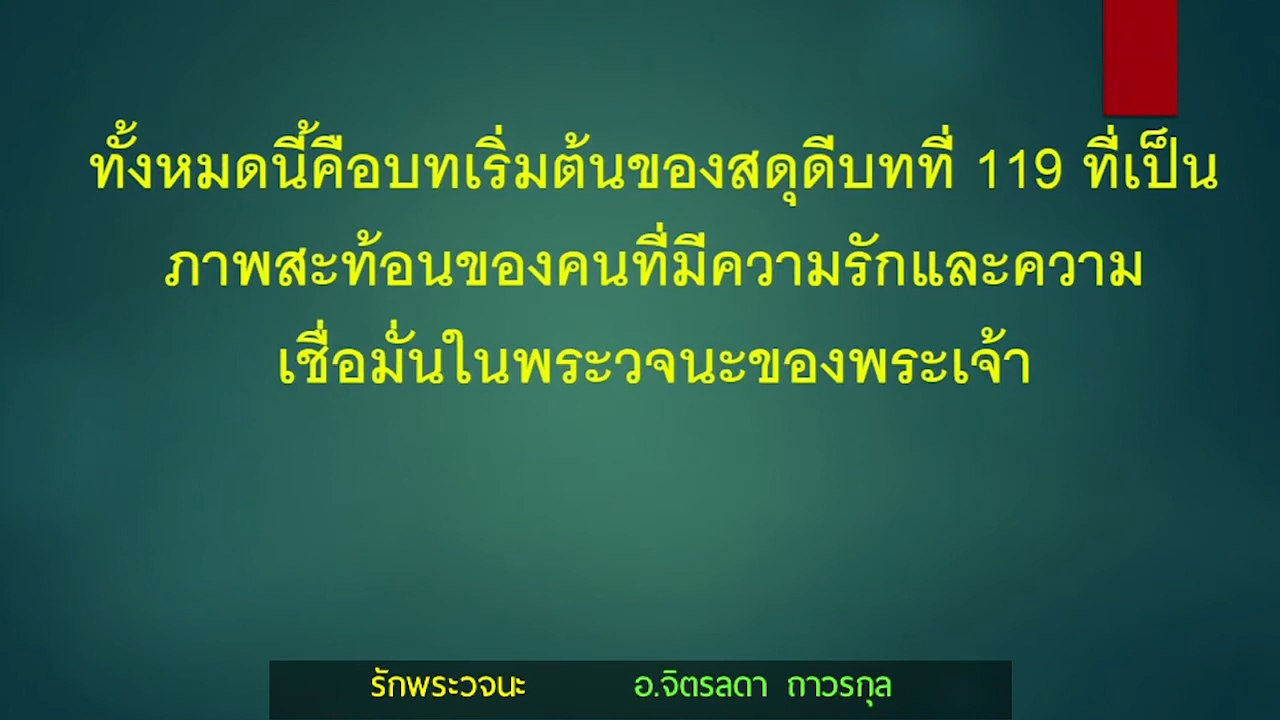 ทั้งหมดนี้คือบทเริ่มต้นของสดุดีบทที่ 119 ที่เป็น
ภาพสะท้อนของคนที่มีความรักและความ
เชื่อมั่นในพระวจนะของพระเจ้า
รักพระวจนะ อ.จิตรลดา ถาวรกุล